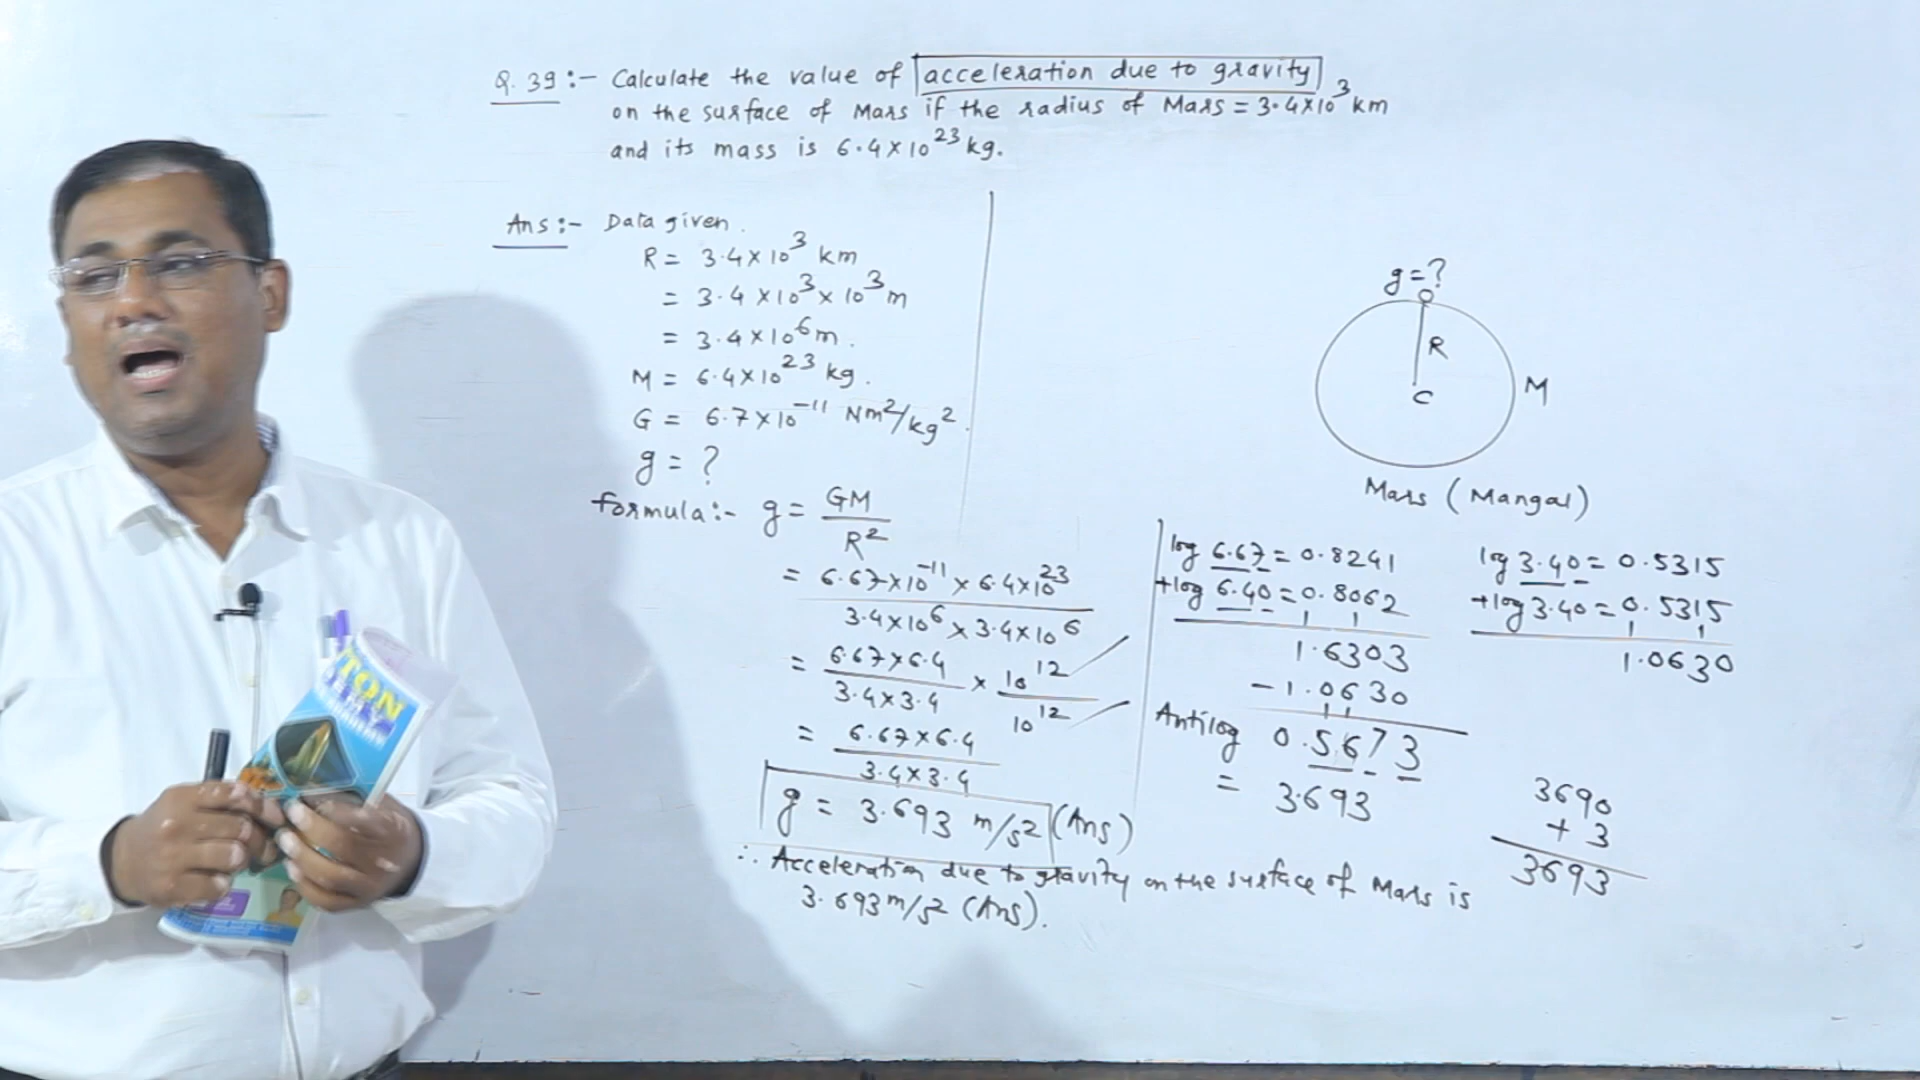 Q. 39 :- Calculate the value of acceleration due to gravity
on the surface of Mars if the radius of Mars = 3.4×10³ km
and its mass is 6.4×10²³ kg.
Ans :- Data given.
R = 3.4×10³ km
= 3.4×10³×10³ m
= 3.4×10⁶ m.
M = 6.4×10²³ kg.
G = 6.7×10⁻¹¹ Nm²/kg².
g = ?
formula:- g = GM
R²
= 6.67×10⁻¹¹ × 6.4×10²³
3.4×10⁶ × 3.4×10⁶
= 6.67×6.4 × 10¹²
3.4×3.4 10¹²
= 6.67×6.4
3.4×3.4
g = 3.693 m/s² (Ans)
∴ Acceleration due to gravity on the surface of Mars is
3.693 m/s² (Ans).
g = ?
R
C
M
Mars (Mangal)
log 6.67 = 0.8241
+log 6.40 = 0.8062
1.6303
- 1.0630
Antilog 0.5673
= 3.693
log 3.40 = 0.5315
+log 3.40 = 0.5315
1.0630
3690
+ 3
3693
TON